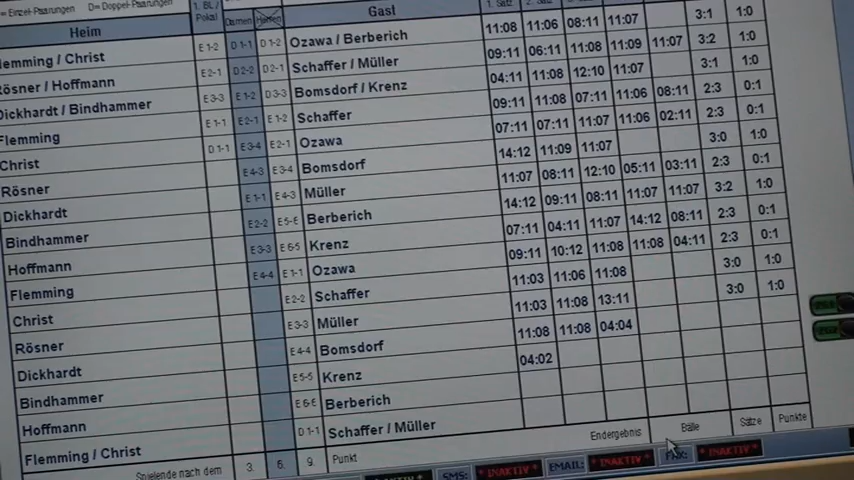 = Einzel-Paarungen D= Doppel-Paarungen 1. BL / Pokal Damen Herren
Heim Gast 1. Satz 2. Satz
lemming / Christ E 1-2 D 1-1 D 1-2 Ozawa / Berberich 11:08 11:06 08:11 11:07 3:1 1:0
Rösner / Hoffmann E 2-1 D 2-2 D 2-1 Schaffer / Müller 09:11 06:11 11:08 11:09 11:07 3:2 1:0
Dickhardt / Bindhammer E 3-3 E 1-2 D 3-3 Bomsdorf / Krenz 04:11 11:08 12:10 11:07 3:1 1:0
Flemming E 1-1 E 2-1 E 1-2 Schaffer 09:11 11:08 07:11 11:06 08:11 2:3 0:1
Christ D 1-1 E 3-4 E 2-1 Ozawa 07:11 07:11 11:07 11:06 02:11 2:3 0:1
Rösner E 4-3 E 3-4 Bomsdorf 14:12 11:09 11:07 3:0 1:0
Dickhardt E 1-1 E 4-3 Müller 11:07 08:11 12:10 05:11 03:11 2:3 0:1
Bindhammer E 2-2 E 5-6 Berberich 14:12 09:11 08:11 11:07 11:07 3:2 1:0
Hoffmann E 3-3 E 6-5 Krenz 07:11 04:11 11:07 14:12 08:11 2:3 0:1
Flemming E 4-4 E 1-1 Ozawa 09:11 10:12 11:08 11:08 04:11 2:3 0:1
Christ E 2-2 Schaffer 11:03 11:06 11:08 3:0 1:0
Rösner E 3-3 Müller 11:03 11:08 13:11 3:0 1:0
Dickhardt E 4-4 Bomsdorf 11:08 11:08 04:04
Bindhammer E 5-5 Krenz 04:02
Hoffmann E 6-6 Berberich
Flemming / Christ D 1-1 Schaffer / Müller
Spielende nach dem 3. 6. 9. Punkt Endergebnis Bälle Sätze Punkte
SMS: * INAKTIV * EMAIL: * INAKTIV * FAX: * INAKTIV *